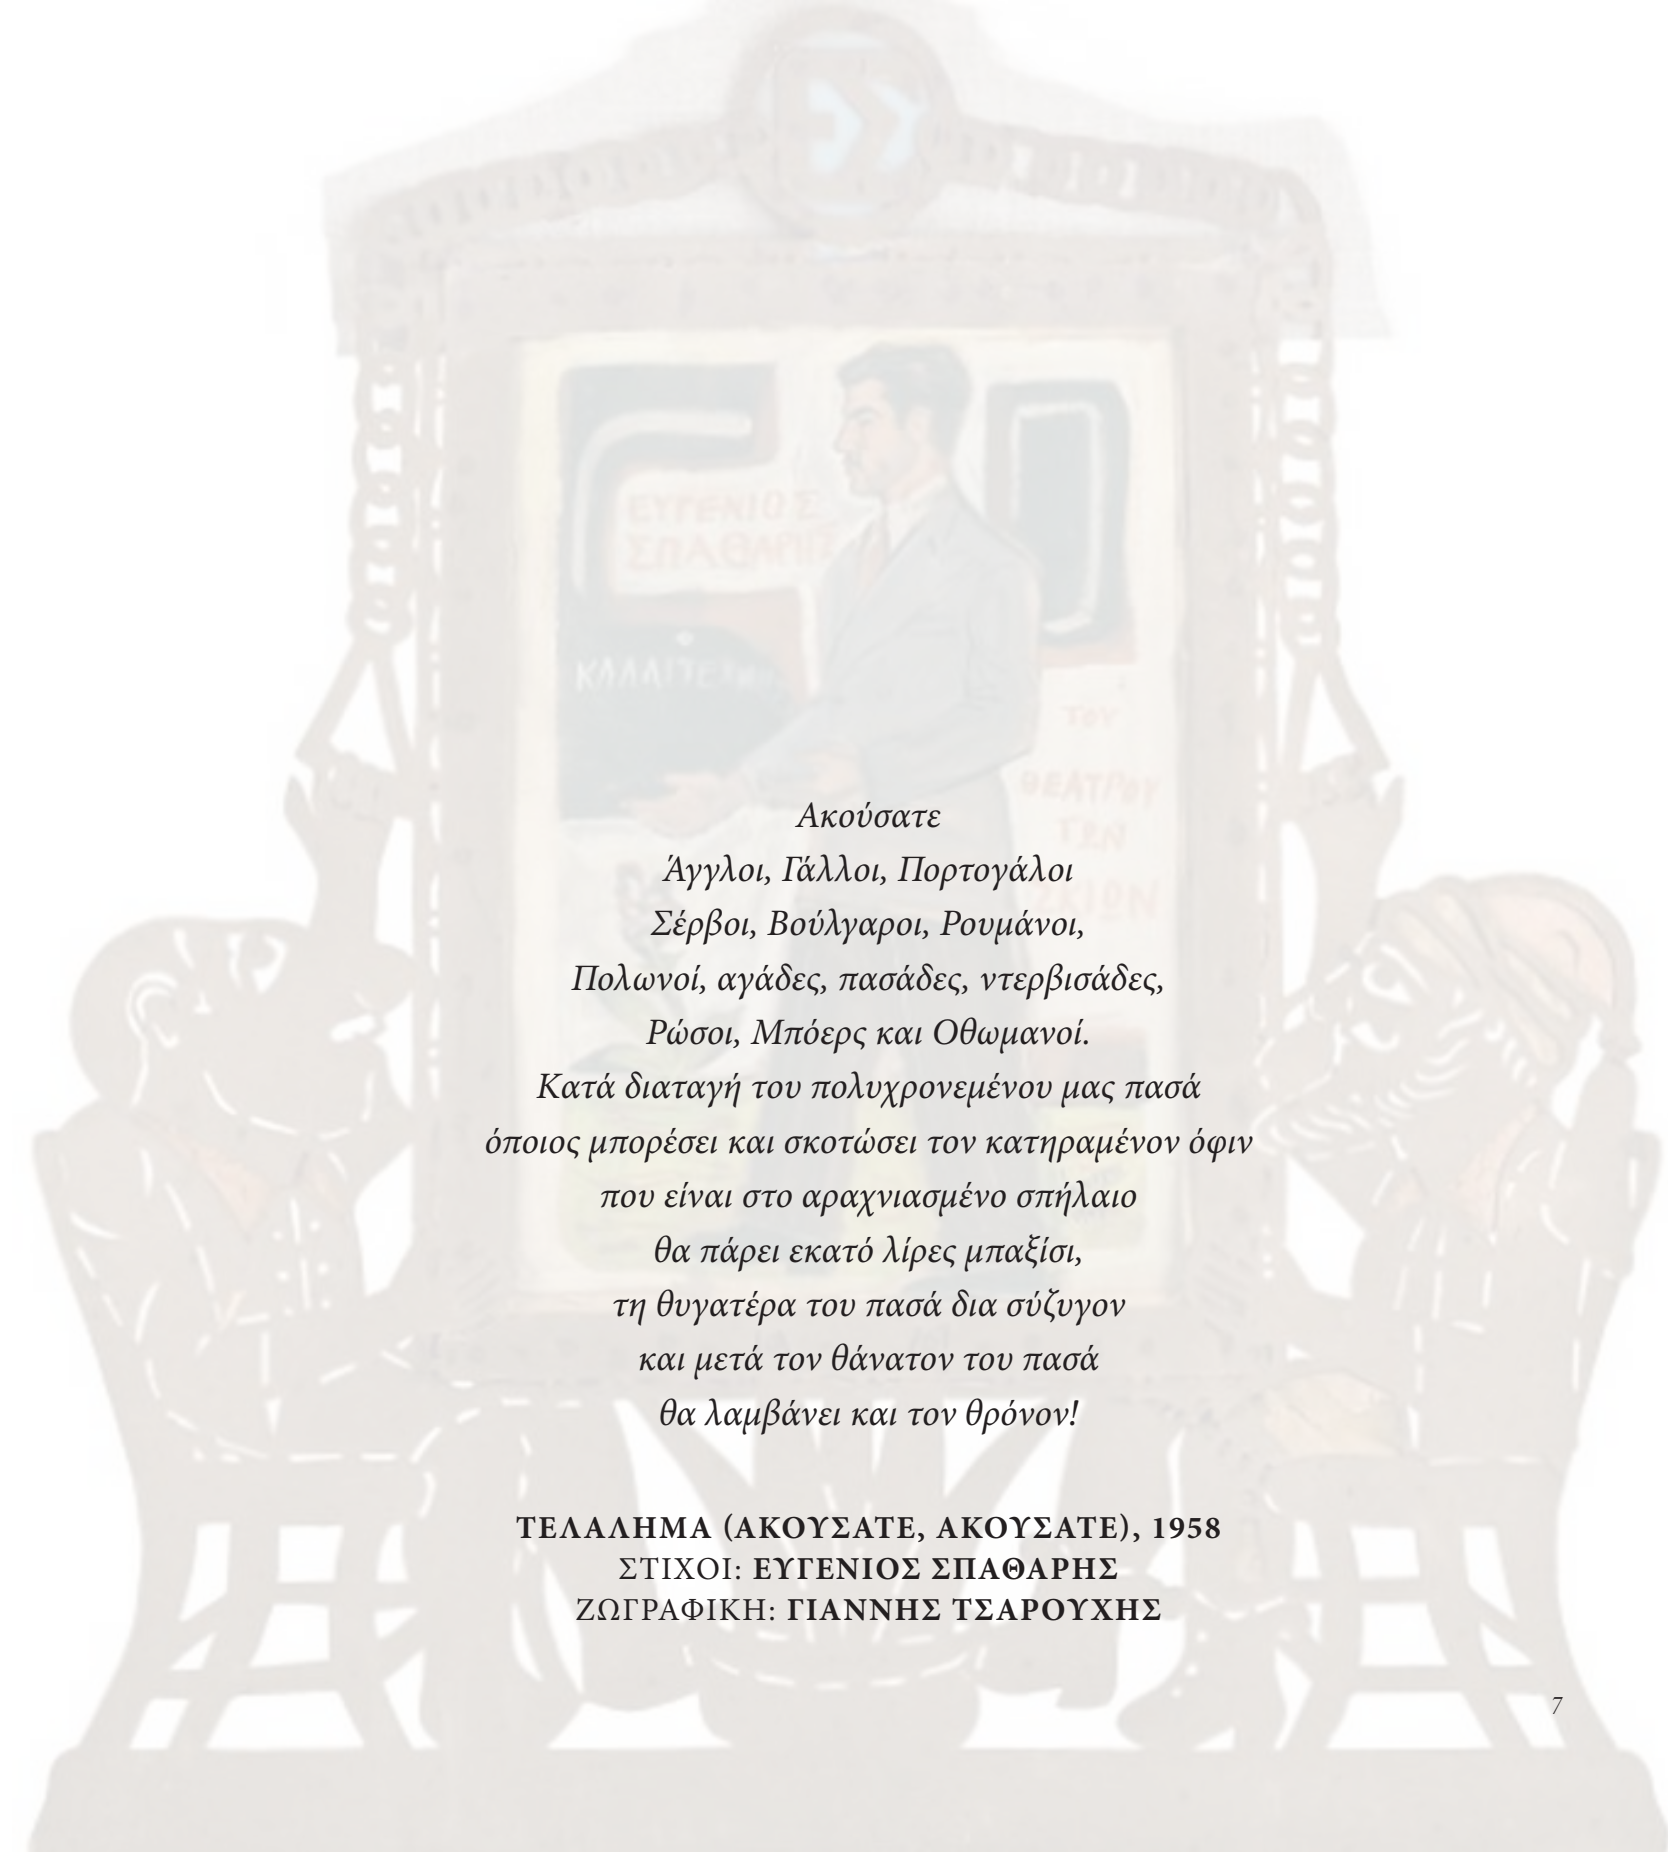 ΕΥΓΕΝΙΟΣ
ΣΠΑΘΑΡΗΣ
ΤΟΥ
ΘΕΑΤΡΟΥ
ΤΩΝ
ΣΚΙΩΝ
Ακούσατε
Άγγλοι, Γάλλοι, Πορτογάλοι
Σέρβοι, Βούλγαροι, Ρουμάνοι,
Πολωνοί, αγάδες, πασάδες, ντερβισάδες,
Ρώσοι, Μπόερς και Οθωμανοί.
Κατά διαταγή του πολυχρονεμένου μας πασά
όποιος μπορέσει και σκοτώσει τον κατηραμένον όφιν
που είναι στο αραχνιασμένο σπήλαιο
θα πάρει εκατό λίρες μπαξίσι,
τη θυγατέρα του πασά δια σύζυγον
και μετά τον θάνατον του πασά
θα λαμβάνει και τον θρόνον!
ΤΕΛΑΛΗΜΑ (ΑΚΟΥΣΑΤΕ, ΑΚΟΥΣΑΤΕ), 1958
ΣΤΙΧΟΙ: ΕΥΓΕΝΙΟΣ ΣΠΑΘΑΡΗΣ
ΖΩΓΡΑΦΙΚΗ: ΓΙΑΝΝΗΣ ΤΣΑΡΟΥΧΗΣ
7